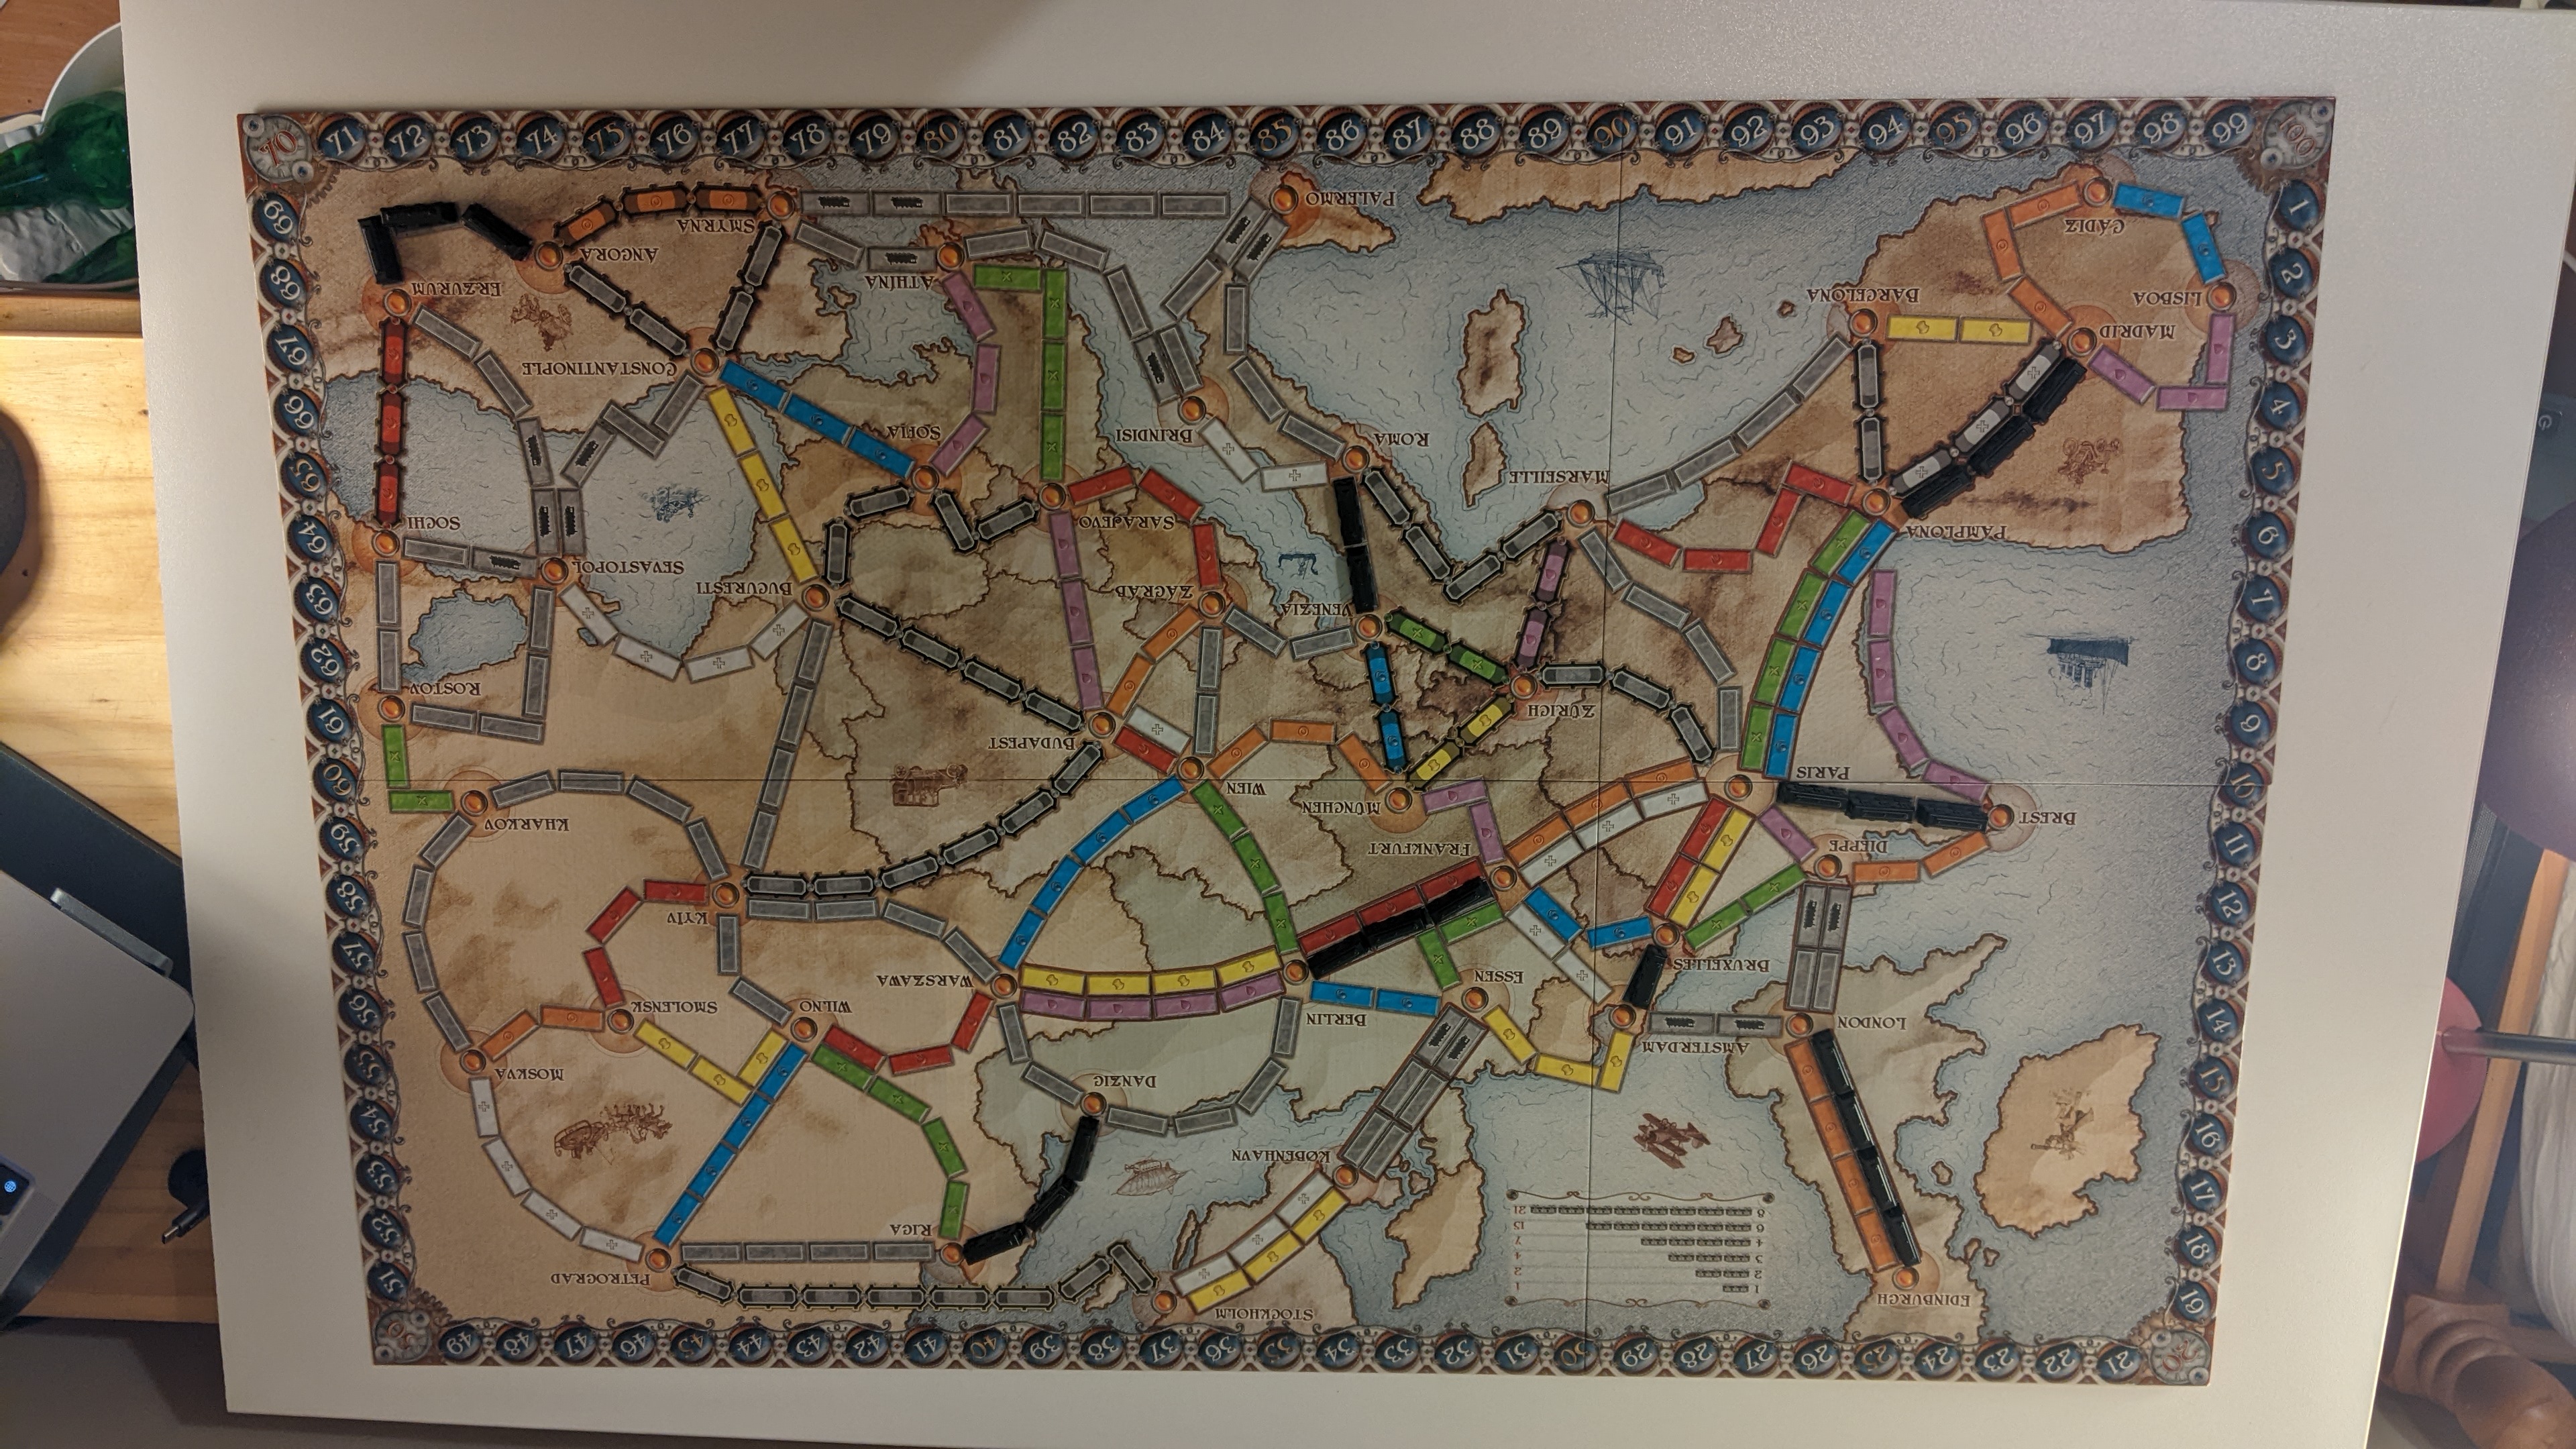 EDINBURGH
LONDON
AMSTERDAM
BRUXELLES
DIEPPE
BREST
PARIS
PAMPLONA
MADRID
LISBOA
CÁDIZ
BARCELONA
MARSEILLE
ZÜRICH
FRANKFURT
ESSEN
BERLIN
MÜNCHEN
KØBENHAVN
STOCKHOLM
DANZIG
RIGA
PETROGRAD
MOSKVA
SMOLENSK
WILNO
WARSZAWA
KYIV
KHARKOV
ROSTOV
WIEN
BUDAPEST
VENEZIA
ZAGRÁB
SARAJEVO
ROMA
BRINDISI
PALERMO
SOFIA
BUCURESTI
SEVASTOPOL
SOCHI
CONSTANTINOPLE
ATHÍNA
SMYRNA
ANGORA
ERZURUM
1 1
2 2
3 4
4 7
6 15
8 21
1 2 3 4 5 6 7 8 9 10
11 12 13 14 15 16 17 18 19 20
21 22 23 24 25 26 27 28 29 30
31 32 33 34 35 36 37 38 39 40
41 42 43 44 45 46 47 48 49 50
51 52 53 54 55 56 57 58 59 60
61 62 63 64 65 66 67 68 69 70
71 72 73 74 75 76 77 78 79 80
81 82 83 84 85 86 87 88 89 90
91 92 93 94 95 96 97 98 99 100